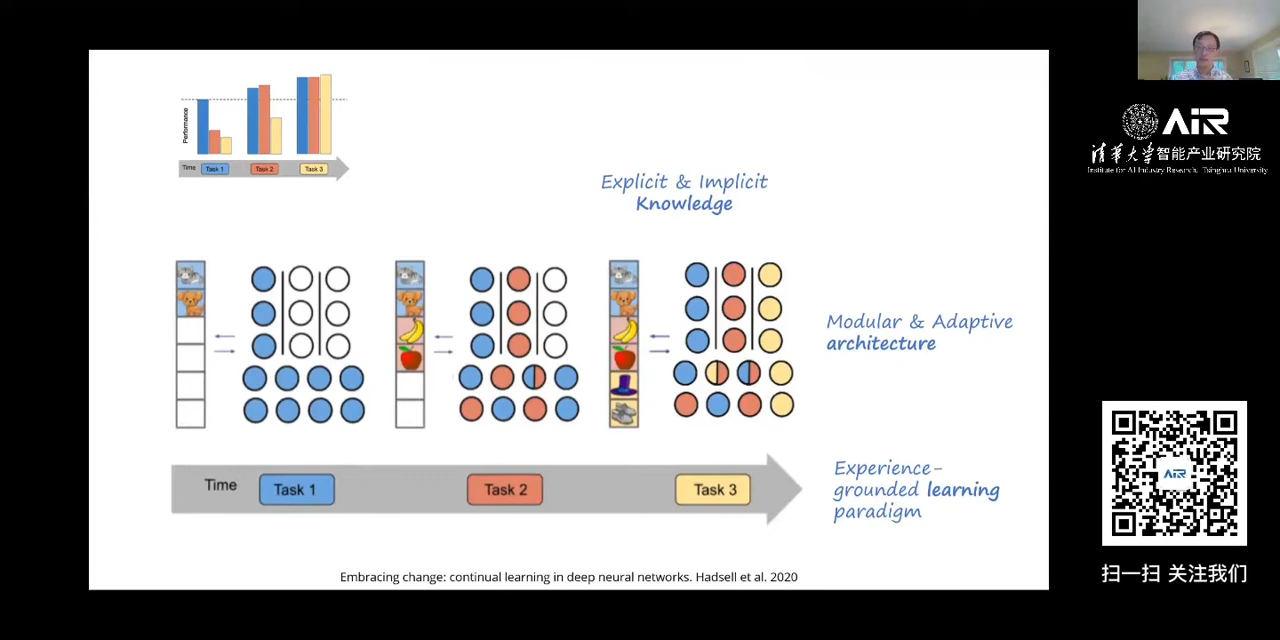 Performance
Time
Task 1
Task 2
Task 3
Explicit & Implicit
Knowledge
Modular & Adaptive
architecture
Time
Task 1
Task 2
Task 3
Experience-
grounded learning
paradigm
Embracing change: continual learning in deep neural networks. Hadsell et al. 2020
AIR
清华大学智能产业研究院
Institute for AI Industry Research, Tsinghua University
AIR
扫一扫 关注我们